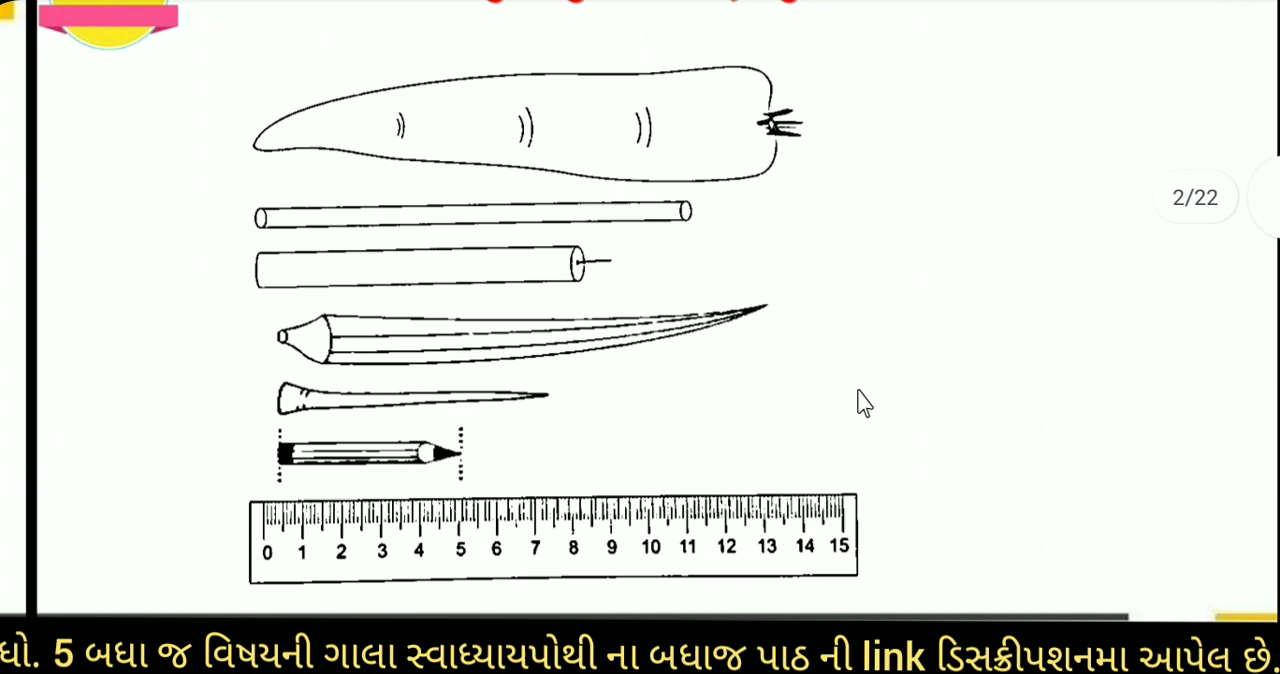 2/22
0 1 2 3 4 5 6 7 8 9 10 11 12 13 14 15
ધો. 5 બધા જ વિષયની ગાલા સ્વાધ્યાયપોથી ના બધાજ પાઠ ની link ડિસક્રીપશનમા આપેલ છે.